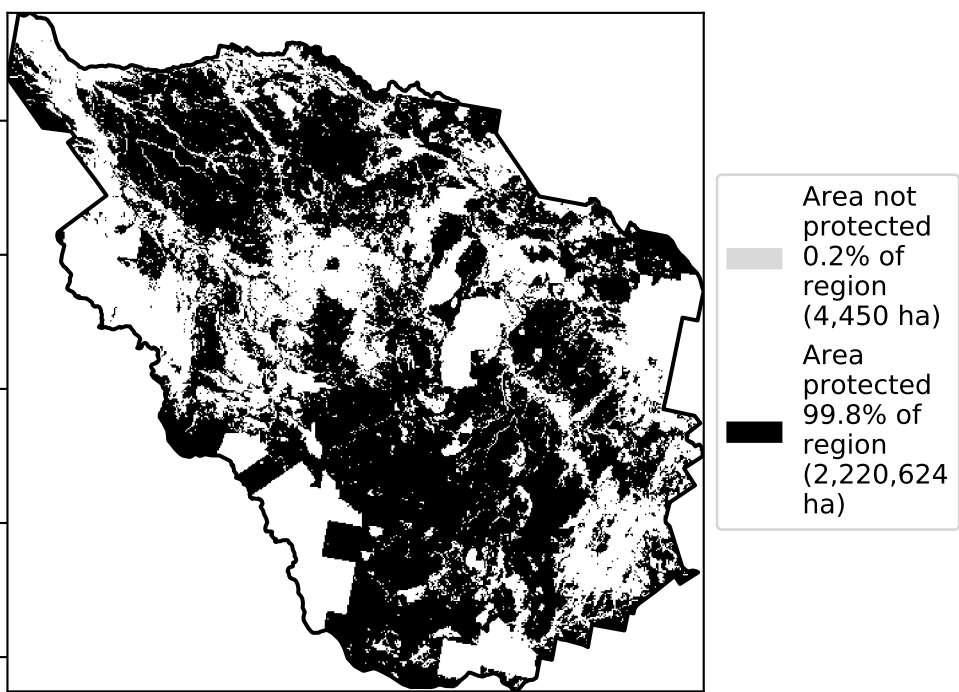 Area not
protected
0.2% of
region
(4,450 ha)
Area
protected
99.8% of
region
(2,220,624
ha)